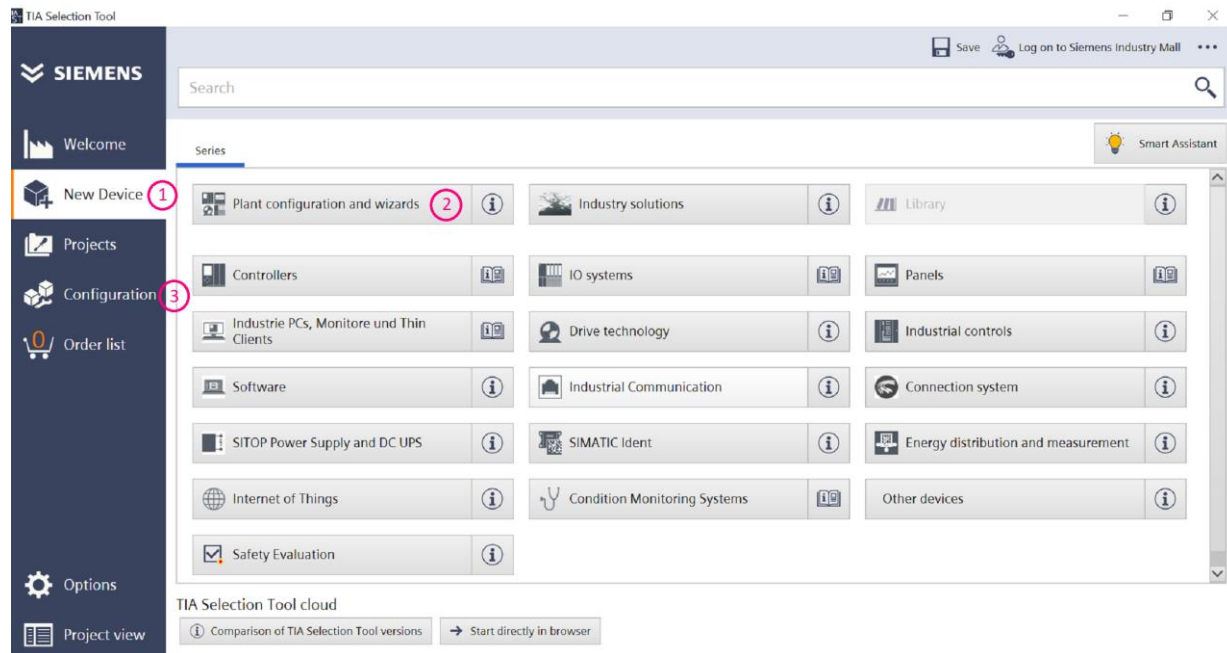 TIA Selection Tool
Save Log on to Siemens Industry Mall
SIEMENS
Search
Welcome
Series
Smart Assistant
New Device 1
Plant configuration and wizards 2
Industry solutions
Library
Projects
Controllers
IO systems
Panels
Configuration 3
Industrie PCs, Monitore und Thin
Clients
Drive technology
Industrial controls
0
Order list
Software
Industrial Communication
Connection system
SITOP Power Supply and DC UPS
SIMATIC Ident
Energy distribution and measurement
Internet of Things
Condition Monitoring Systems
Other devices
Safety Evaluation
Options
TIA Selection Tool cloud
Project view
Comparison of TIA Selection Tool versions
Start directly in browser